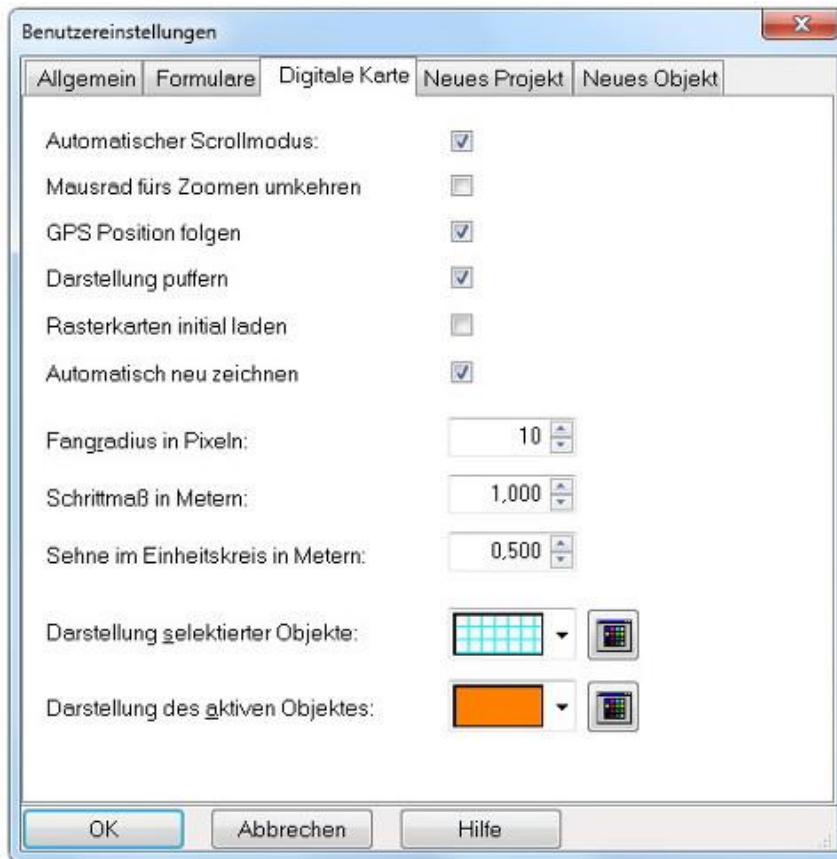 Benutzereinstellungen
Allgemein Formulare Digitale Karte Neues Projekt Neues Objekt
Automatischer Scrollmodus:
Mausrad fürs Zoomen umkehren
GPS Position folgen
Darstellung puffern
Rasterkarten initial laden
Automatisch neu zeichnen
Fangradius in Pixeln: 10
Schrittmaß in Metern: 1,000
Sehne im Einheitskreis in Metern: 0,500
Darstellung selektierter Objekte:
Darstellung des aktiven Objektes:
OK Abbrechen Hilfe